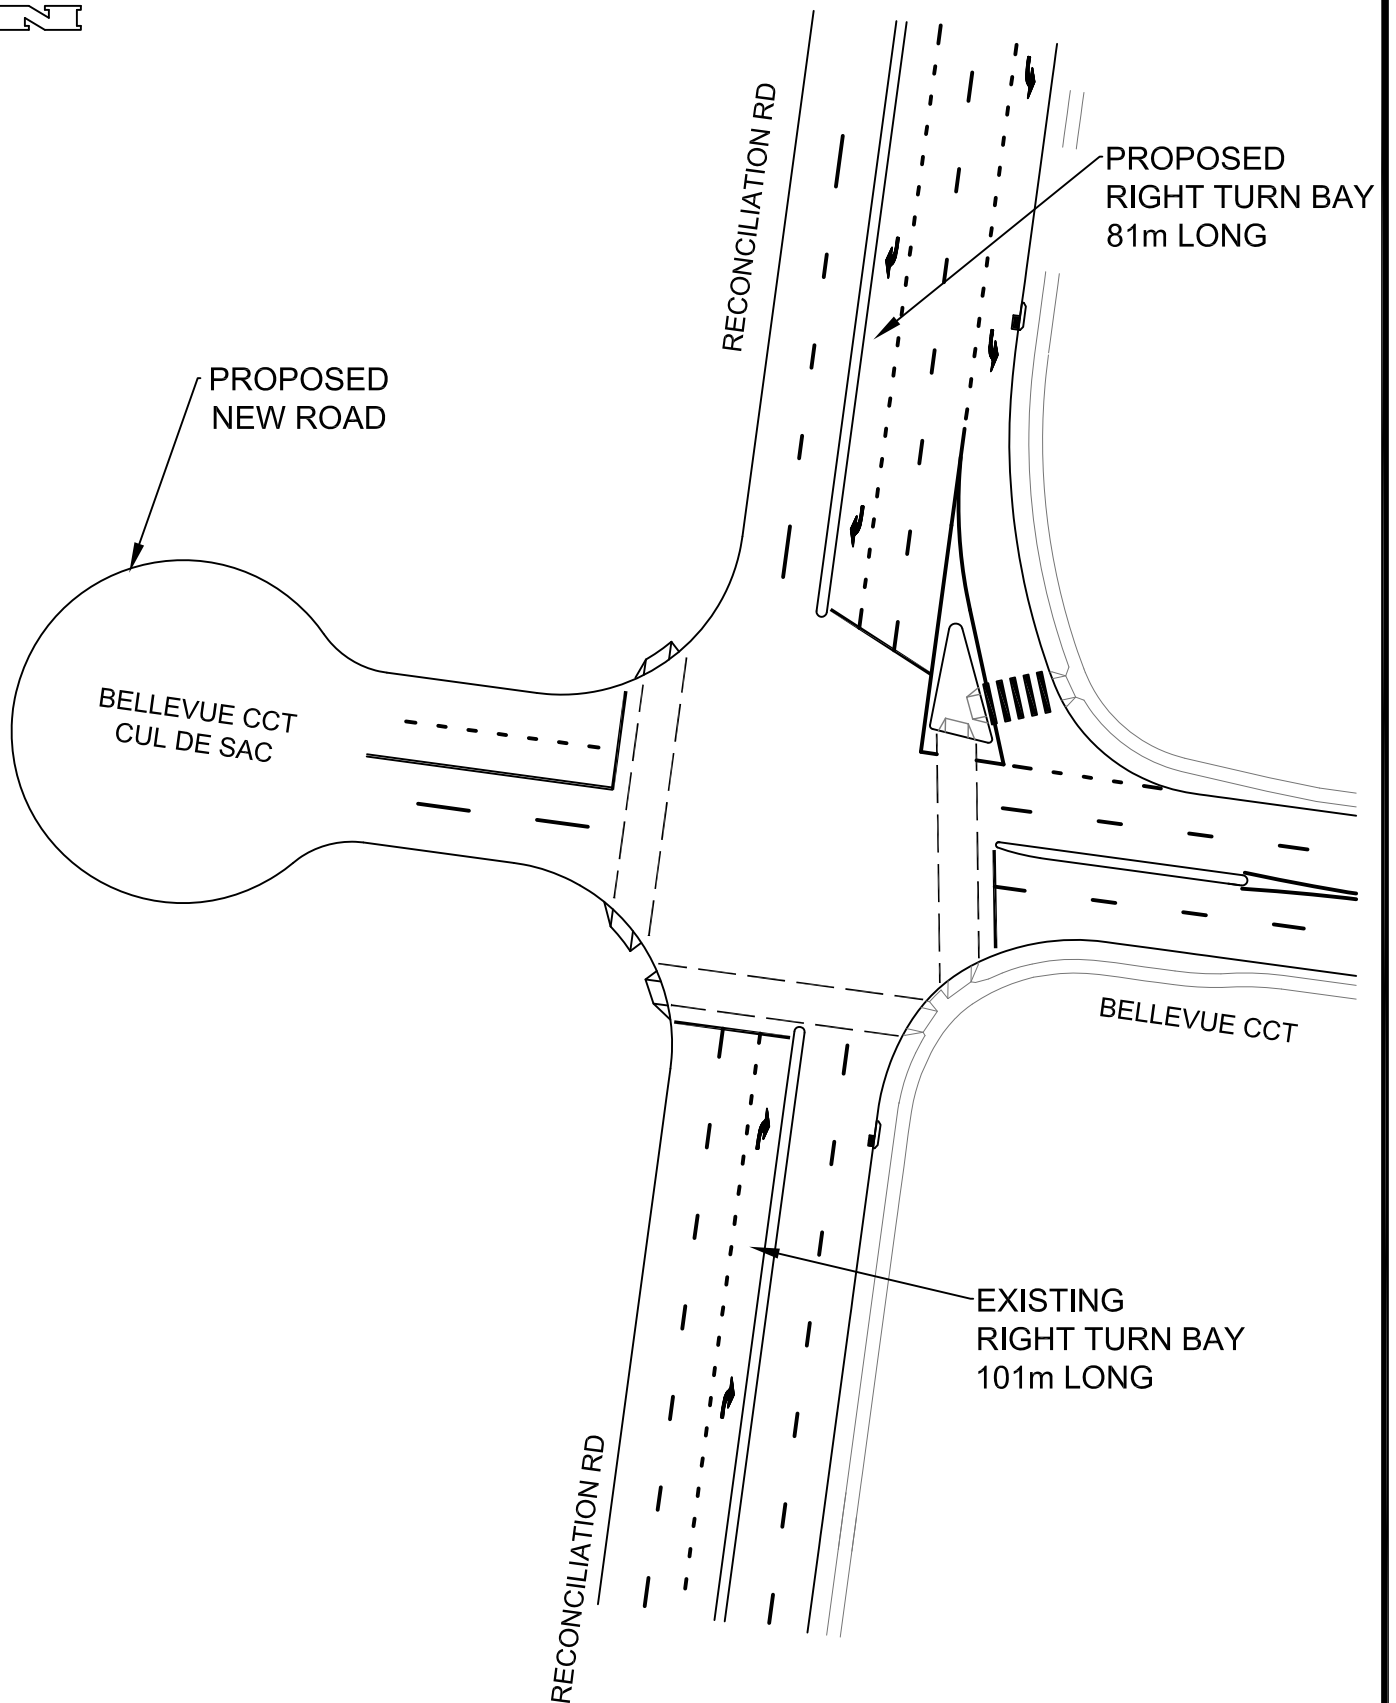 N
RECONCILIATION RD
PROPOSED
RIGHT TURN BAY
81m LONG
PROPOSED
NEW ROAD
BELLEVUE CCT
CUL DE SAC
BELLEVUE CCT
EXISTING
RIGHT TURN BAY
101m LONG
RECONCILIATION RD